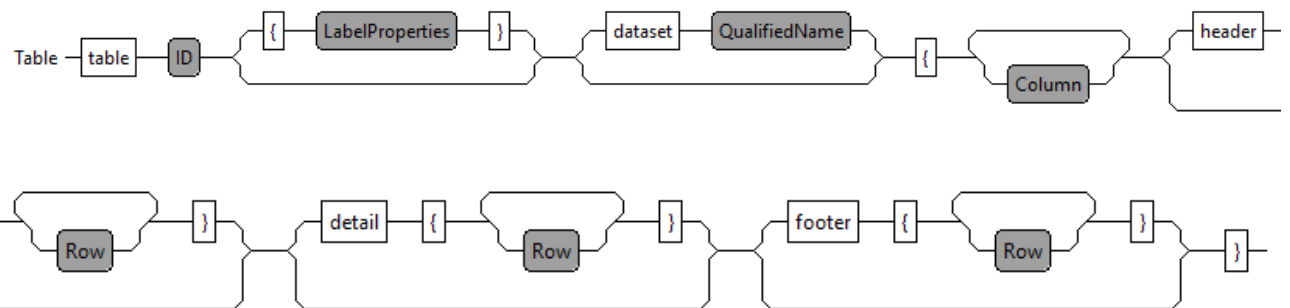 Table table ID { LabelProperties } dataset QualifiedName { Column header
Row } detail { Row } footer { Row } }